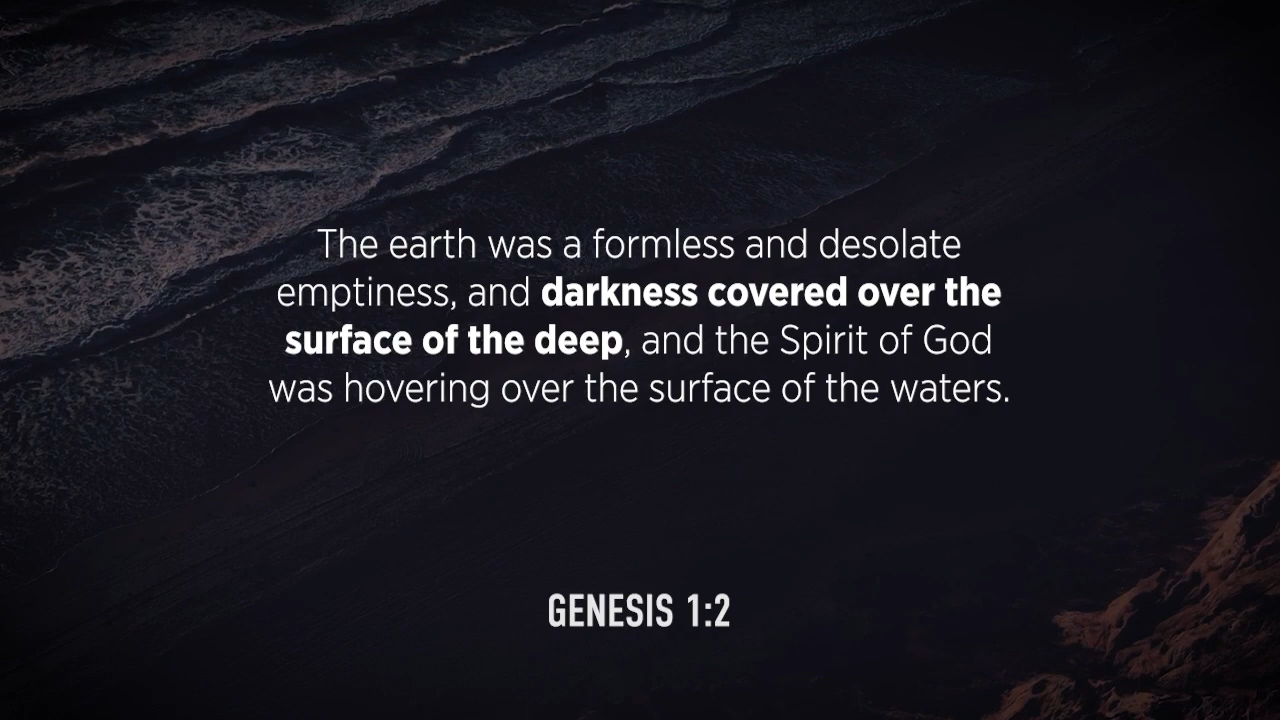 The earth was a formless and desolate
emptiness, and darkness covered over the
surface of the deep, and the Spirit of God
was hovering over the surface of the waters.
GENESIS 1:2